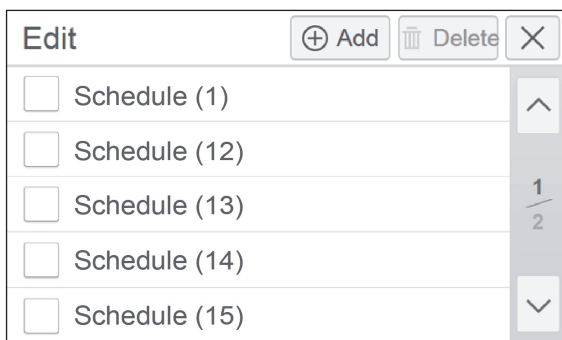 Edit Add Delete
Schedule (1)
Schedule (12)
Schedule (13)
Schedule (14)
Schedule (15)
1
2